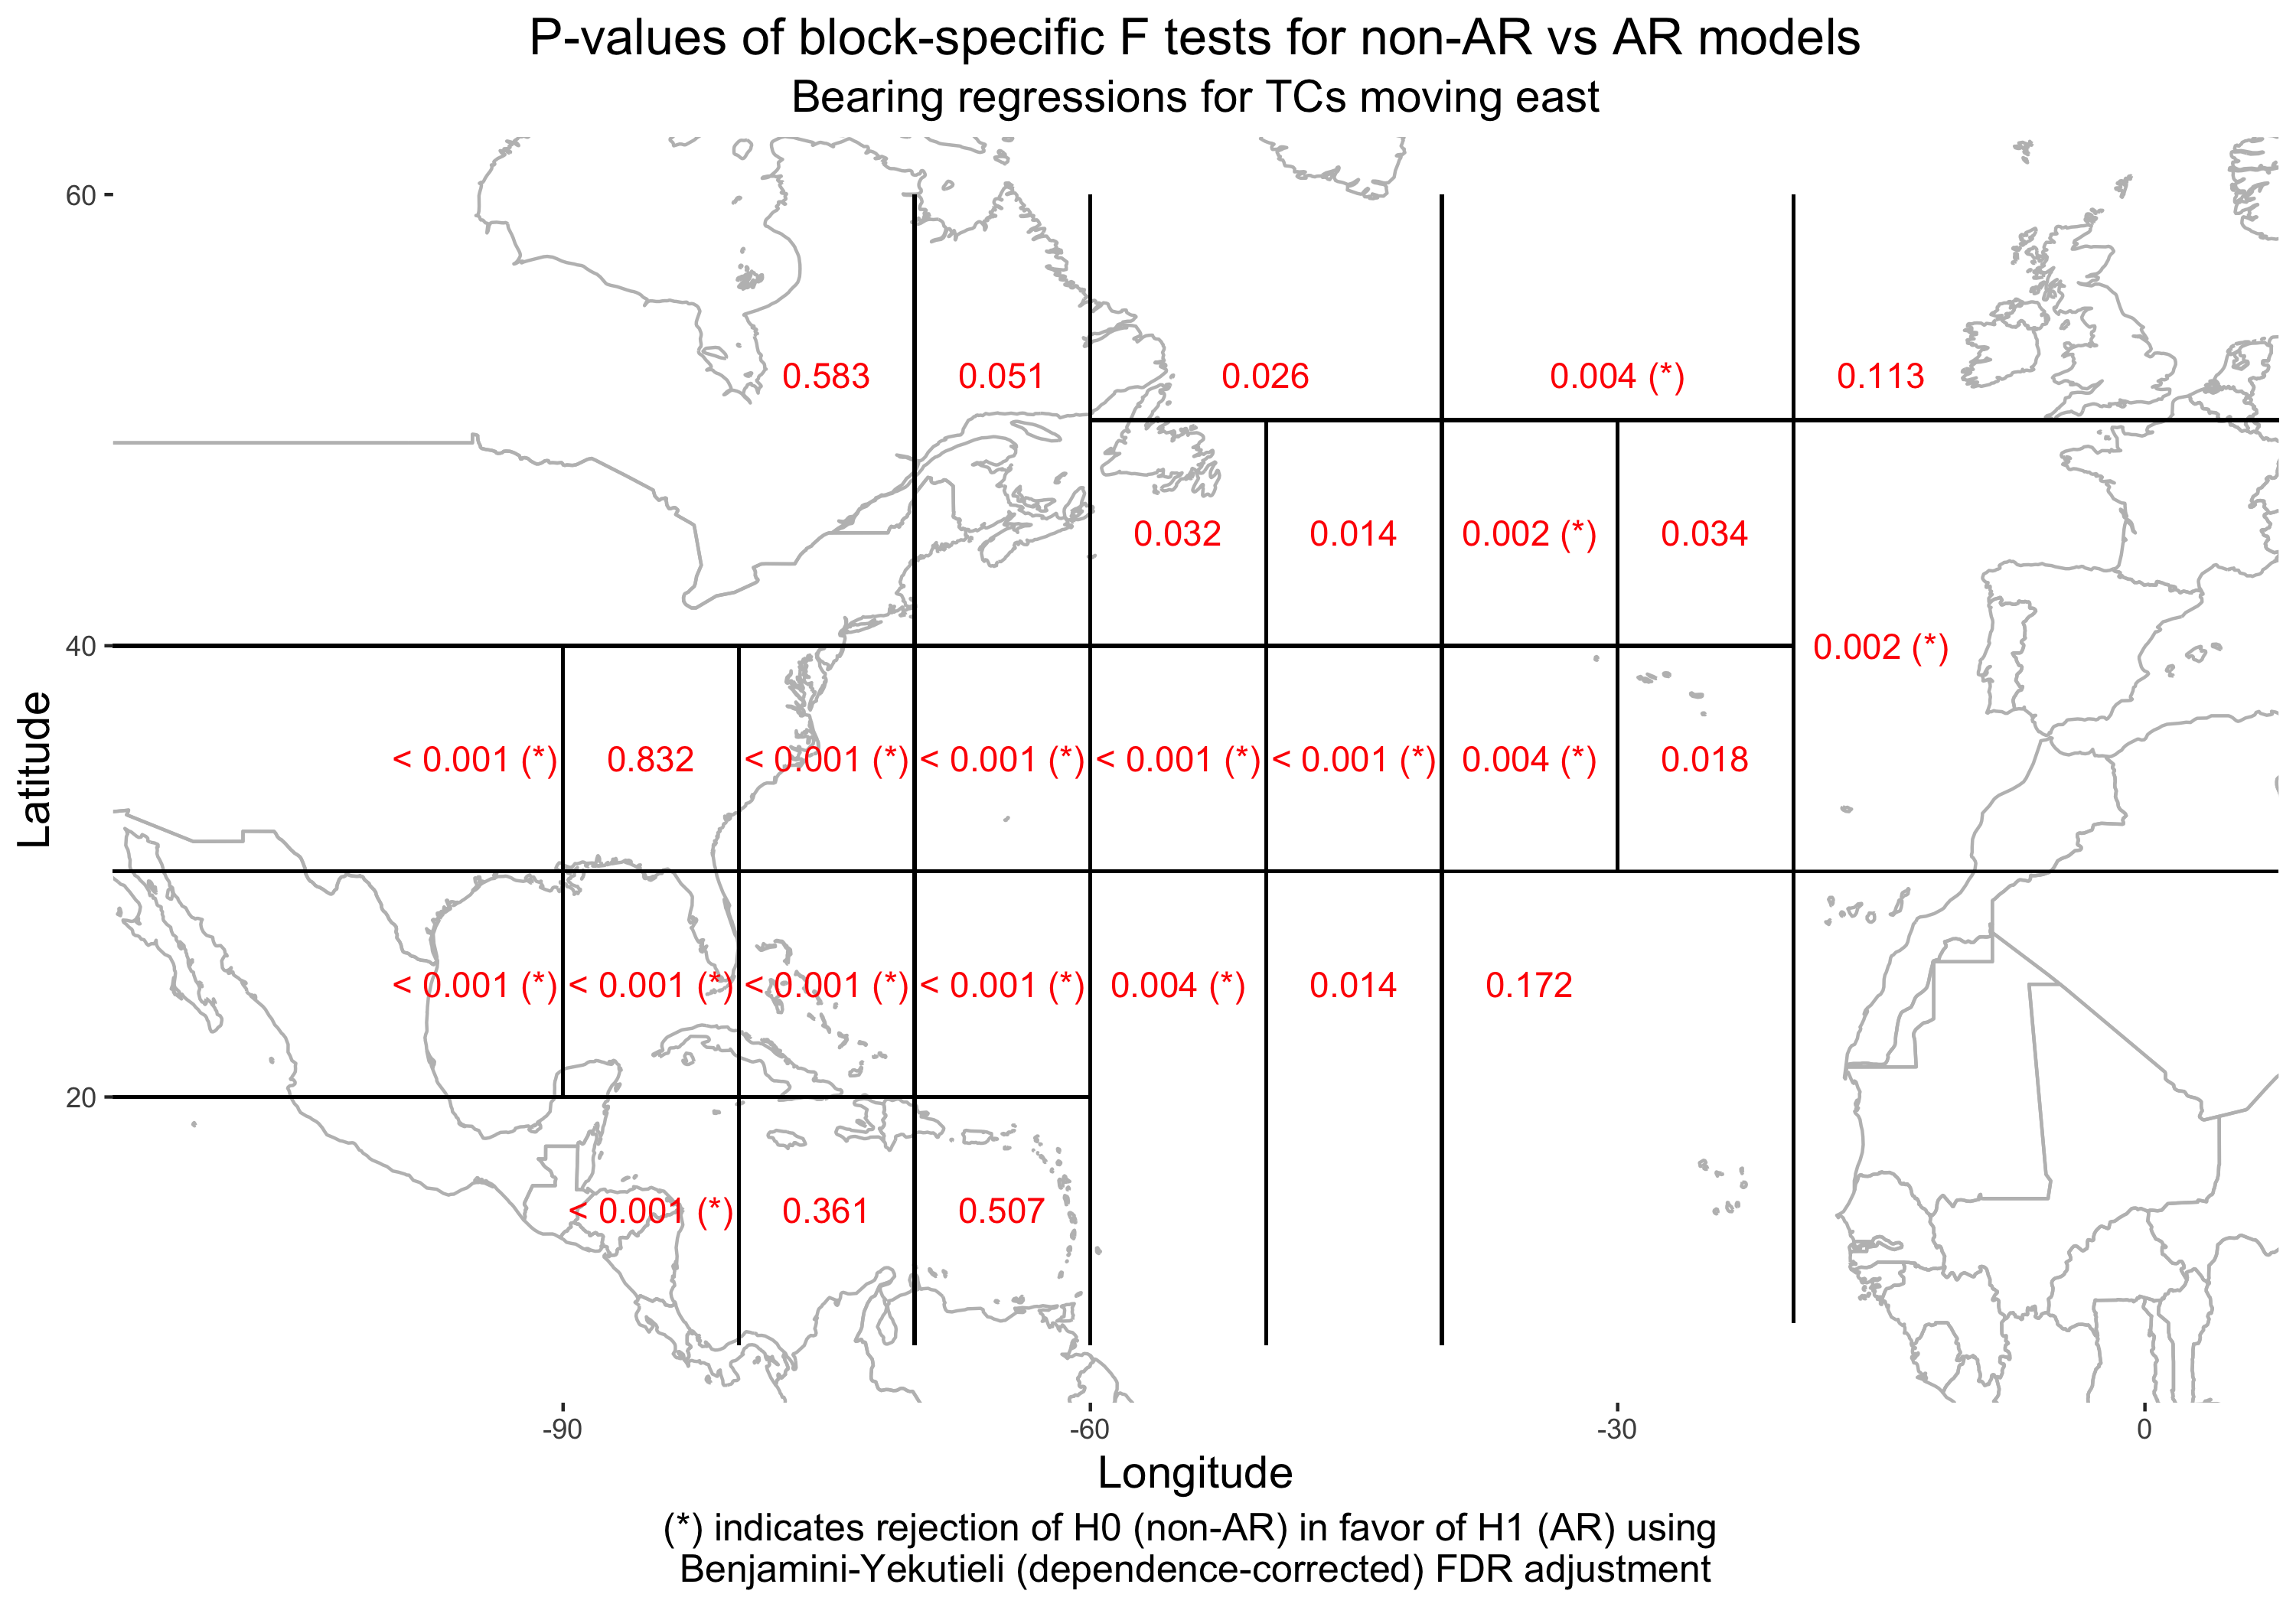 P-values of block-specific F tests for non-AR vs AR models
Bearing regressions for TCs moving east
60
0.583 0.051 0.026 0.004 (*) 0.113
0.032 0.014 0.002 (*) 0.034
40
0.002 (*)
Latitude
< 0.001 (*) 0.832 < 0.001 (*) < 0.001 (*) < 0.001 (*) < 0.001 (*) 0.004 (*) 0.018
< 0.001 (*) < 0.001 (*) < 0.001 (*) < 0.001 (*) 0.004 (*) 0.014 0.172
20
< 0.001 (*) 0.361 0.507
-90 -60 -30 0
Longitude
(*) indicates rejection of H0 (non-AR) in favor of H1 (AR) using
Benjamini-Yekutieli (dependence-corrected) FDR adjustment